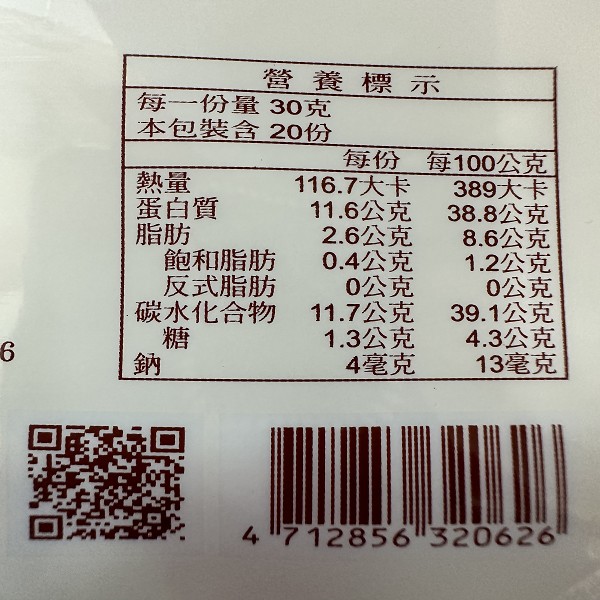 營養標示
每一份量 30克
本包裝含 20份
每份 每100公克
熱量 116.7大卡 389大卡
蛋白質 11.6公克 38.8公克
脂肪 2.6公克 8.6公克
飽和脂肪 0.4公克 1.2公克
反式脂肪 0公克 0公克
碳水化合物 11.7公克 39.1公克
糖 1.3公克 4.3公克
鈉 4毫克 13毫克
6
4 712856 320626